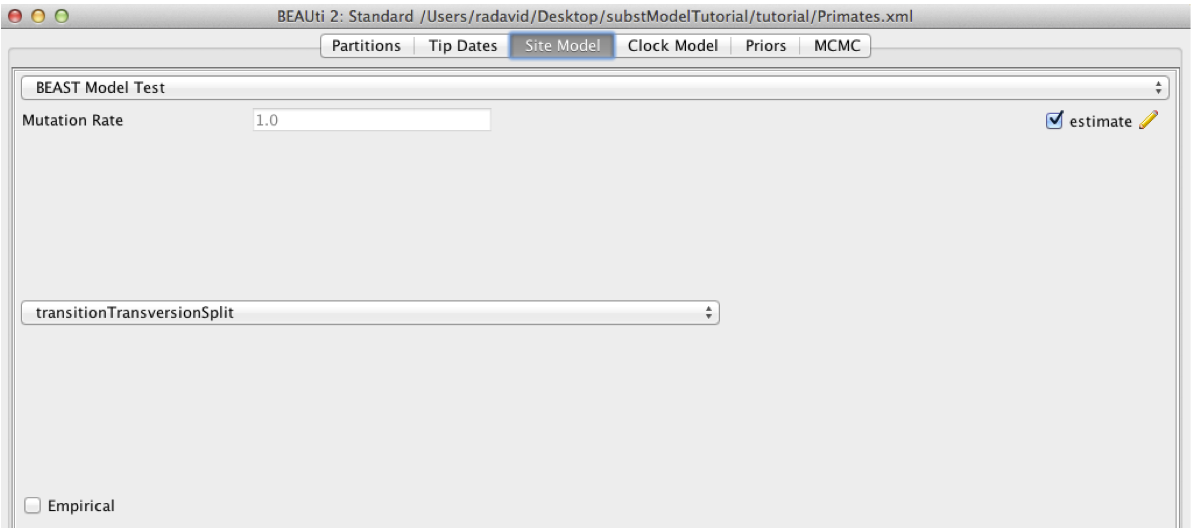 BEAUti 2: Standard /Users/radavid/Desktop/substModelTutorial/tutorial/Primates.xml
Partitions Tip Dates Site Model Clock Model Priors MCMC
BEAST Model Test
Mutation Rate 1.0 estimate
transitionTransversionSplit
Empirical